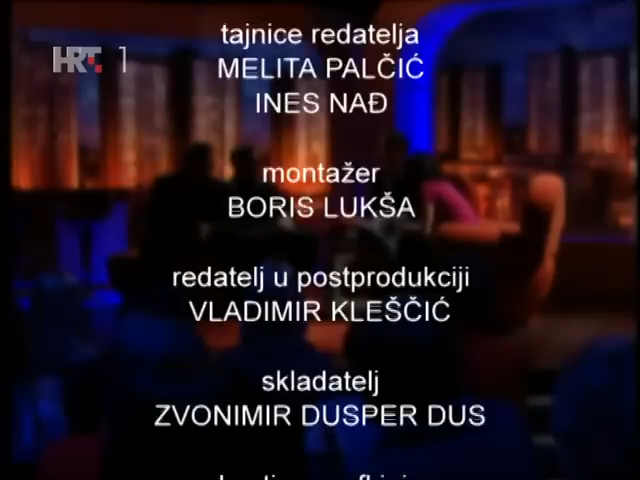 tajnice redatelja
HRT 1
MELITA PALČIĆ
INES NAĐ
montažer
BORIS LUKŠA
redatelj u postprodukciji
VLADIMIR KLEŠČIĆ
skladatelj
ZVONIMIR DUSPER DUS